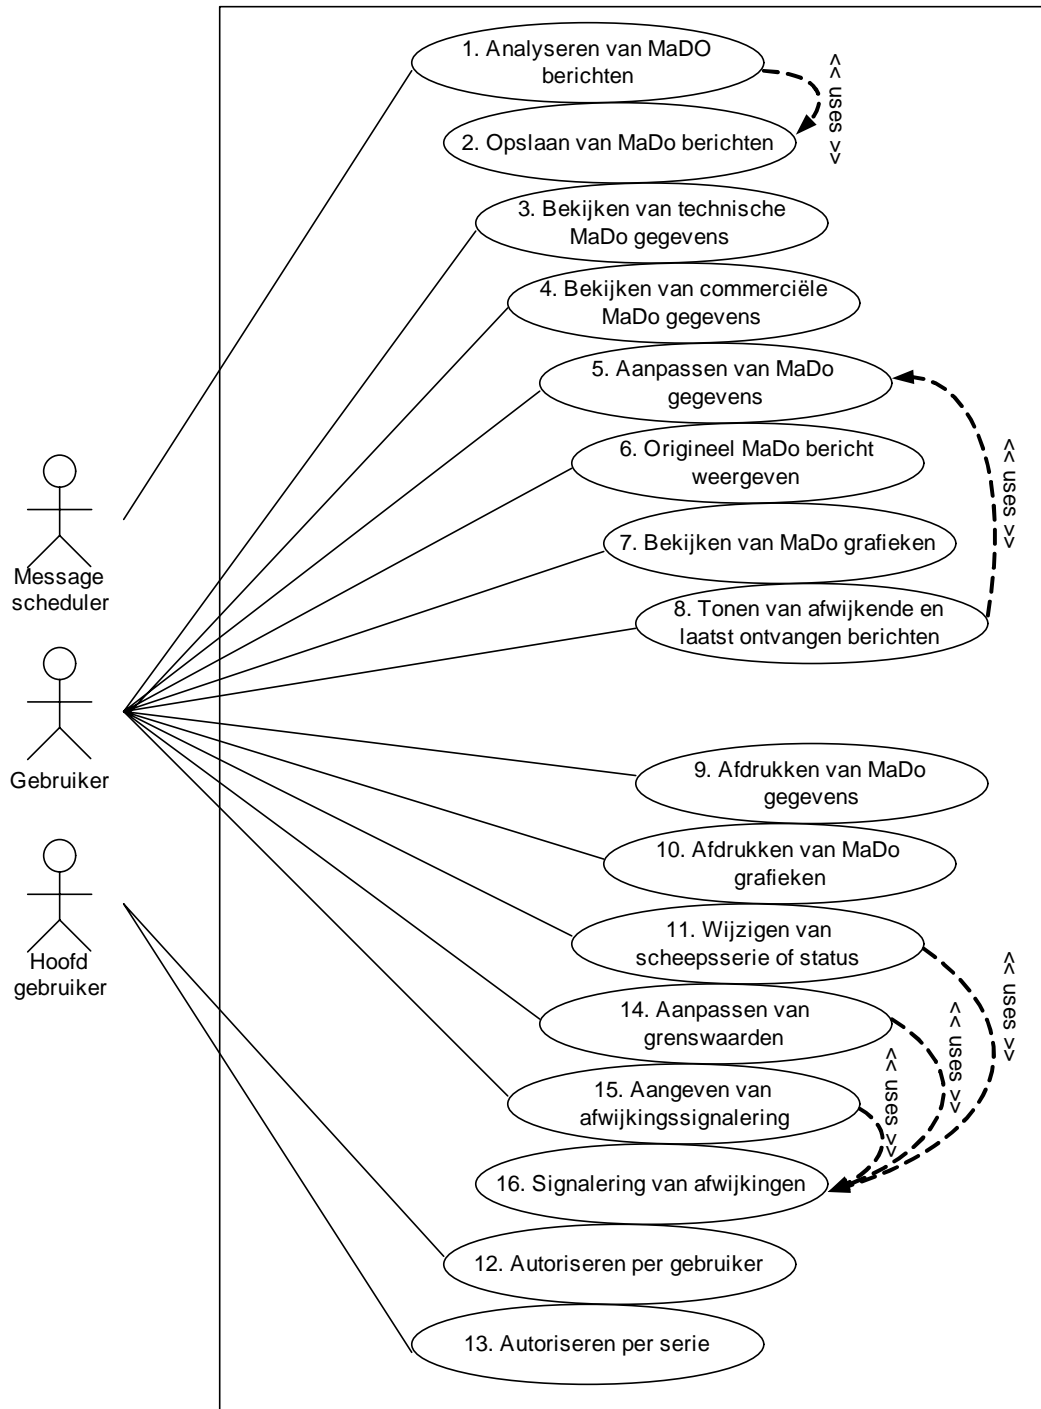 1. Analyseren van MaDO
berichten
<< uses >>
2. Opslaan van MaDo berichten
3. Bekijken van technische
MaDo gegevens
4. Bekijken van commerciële
MaDo gegevens
5. Aanpassen van MaDo
gegevens
6. Origineel MaDo bericht
weergeven
<< uses >>
7. Bekijken van MaDo grafieken
8. Tonen van afwijkende en
laatst ontvangen berichten
Message
scheduler
Gebruiker
Hoofd
gebruiker
9. Afdrukken van MaDo
gegevens
10. Afdrukken van MaDo
grafieken
11. Wijzigen van
scheepsserie of status
<< uses >>
14. Aanpassen van
grenswaarden
<< uses >>
15. Aangeven van
afwijkingssignalering
<< uses >>
16. Signalering van afwijkingen
12. Autoriseren per gebruiker
13. Autoriseren per serie